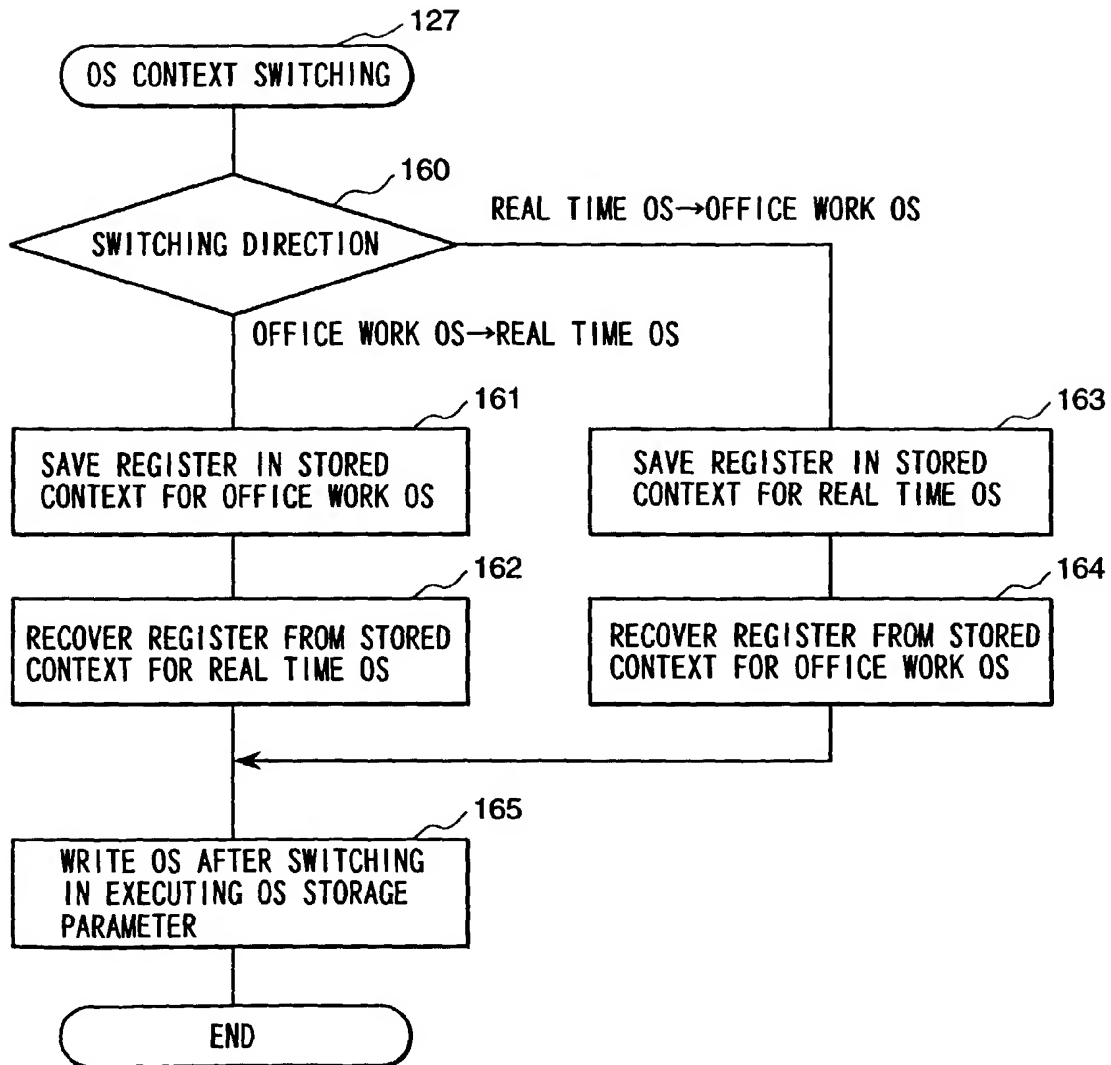 127
OS CONTEXT SWITCHING
160
REAL TIME OS→OFFICE WORK OS
SWITCHING DIRECTION
OFFICE WORK OS→REAL TIME OS
161
SAVE REGISTER IN STORED
CONTEXT FOR OFFICE WORK OS
163
SAVE REGISTER IN STORED
CONTEXT FOR REAL TIME OS
162
RECOVER REGISTER FROM STORED
CONTEXT FOR REAL TIME OS
164
RECOVER REGISTER FROM STORED
CONTEXT FOR OFFICE WORK OS
165
WRITE OS AFTER SWITCHING
IN EXECUTING OS STORAGE
PARAMETER
END